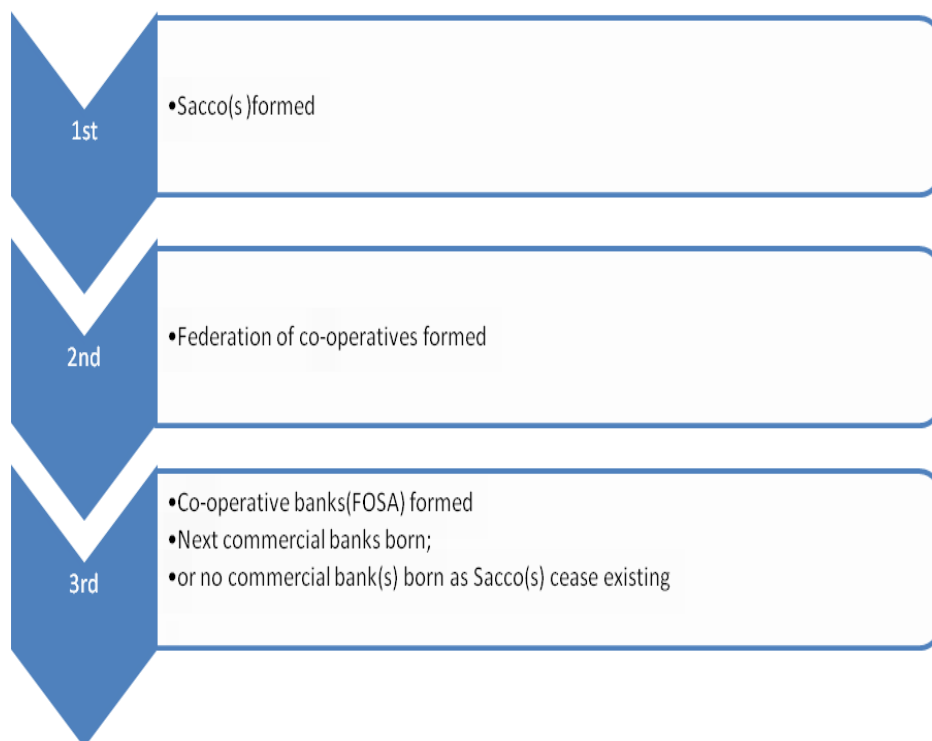 1st
•Sacco(s )formed
2nd
•Federation of co-operatives formed
3rd
•Co-operative banks(FOSA) formed
•Next commercial banks born;
•or no commercial bank(s) born as Sacco(s) cease existing